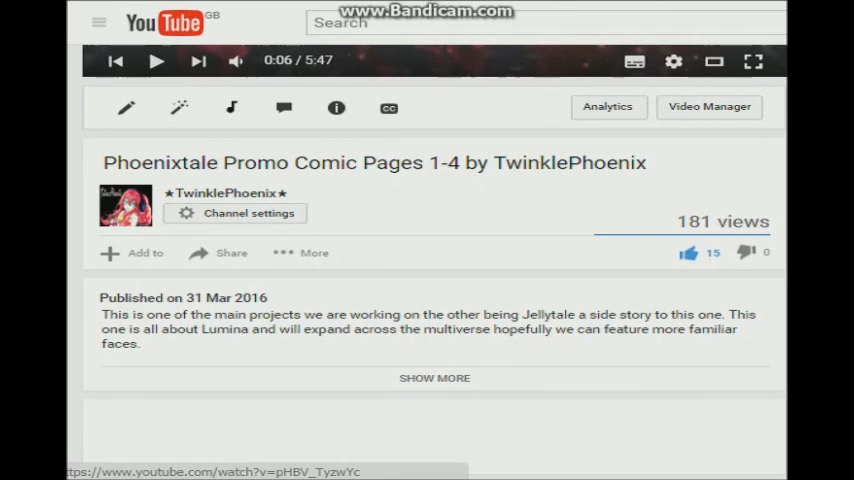 www.Bandicam.com
YouTube GB
Search
0:06 / 5:47
CC
Analytics
Video Manager
Phoenixtale Promo Comic Pages 1-4 by TwinklePhoenix
★TwinklePhoenix★
Channel settings
181 views
Add to
Share
More
15
0
Published on 31 Mar 2016
This is one of the main projects we are working on the other being Jellytale a side story to this one. This
one is all about Lumina and will expand across the multiverse hopefully we can feature more familiar
faces.
SHOW MORE
ttps://www.youtube.com/watch?v=pHBV_TyzwYc